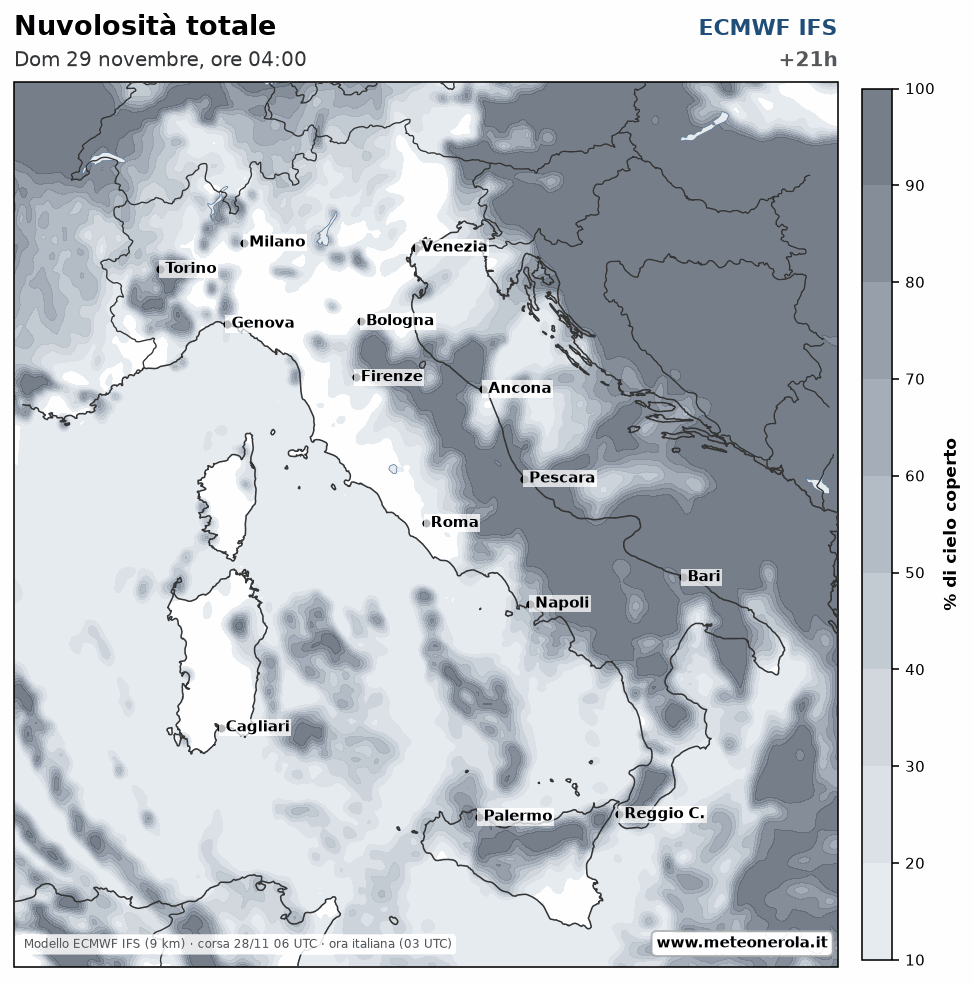 Nuvolosità totale
ECMWF IFS
Dom 29 novembre, ore 04:00
+21h
Milano
Venezia
Torino
Genova
Bologna
Firenze
Ancona
Pescara
Roma
Bari
Napoli
Cagliari
Palermo
Reggio C.
100
90
80
70
60
50
40
30
20
10
% di cielo coperto
Modello ECMWF IFS (9 km) · corsa 28/11 06 UTC · ora italiana (03 UTC)
www.meteonerola.it